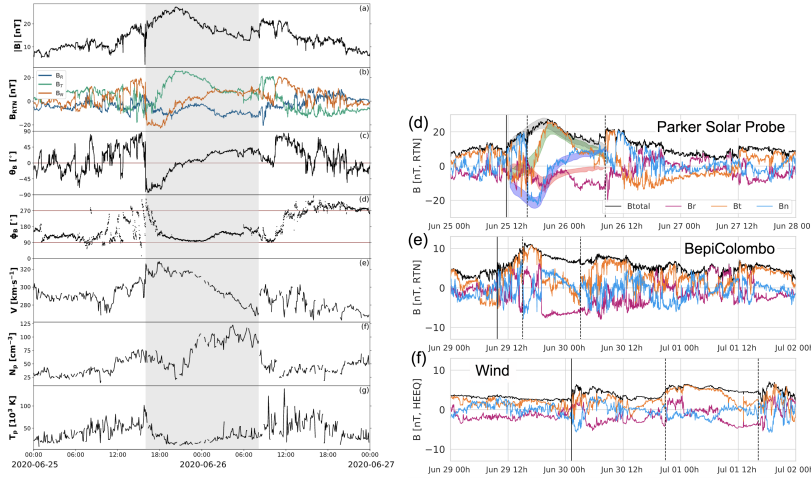 (a)
|B| [nT]
20
10
(b)
B_RTN [nT]
B_R
B_T
B_N
20
0
(c)
θ_B [°]
90
45
0
−45
−90
(d)
ϕ_B [°]
270
180
90
0
(e)
V [km s⁻¹]
320
300
280
(f)
N_p [cm⁻³]
125
100
75
50
25
(g)
T_p [10³ K]
100
50
00:00 06:00 12:00 18:00 00:00 06:00 12:00 18:00 00:00
2020-06-25 2020-06-26 2020-06-27
(d)
Parker Solar Probe
B [nT, RTN]
20
0
−20
Btotal Br Bt Bn
Jun 25 00h Jun 25 12h Jun 26 00h Jun 26 12h Jun 27 00h Jun 27 12h Jun 28 00h
(e)
BepiColombo
B [nT, RTN]
10
0
−10
Jun 29 00h Jun 29 12h Jun 30 00h Jun 30 12h Jul 01 00h Jul 01 12h Jul 02 00h
(f)
Wind
B [nT, HEEQ]
10
0
−10
Jun 29 00h Jun 29 12h Jun 30 00h Jun 30 12h Jul 01 00h Jul 01 12h Jul 02 00h